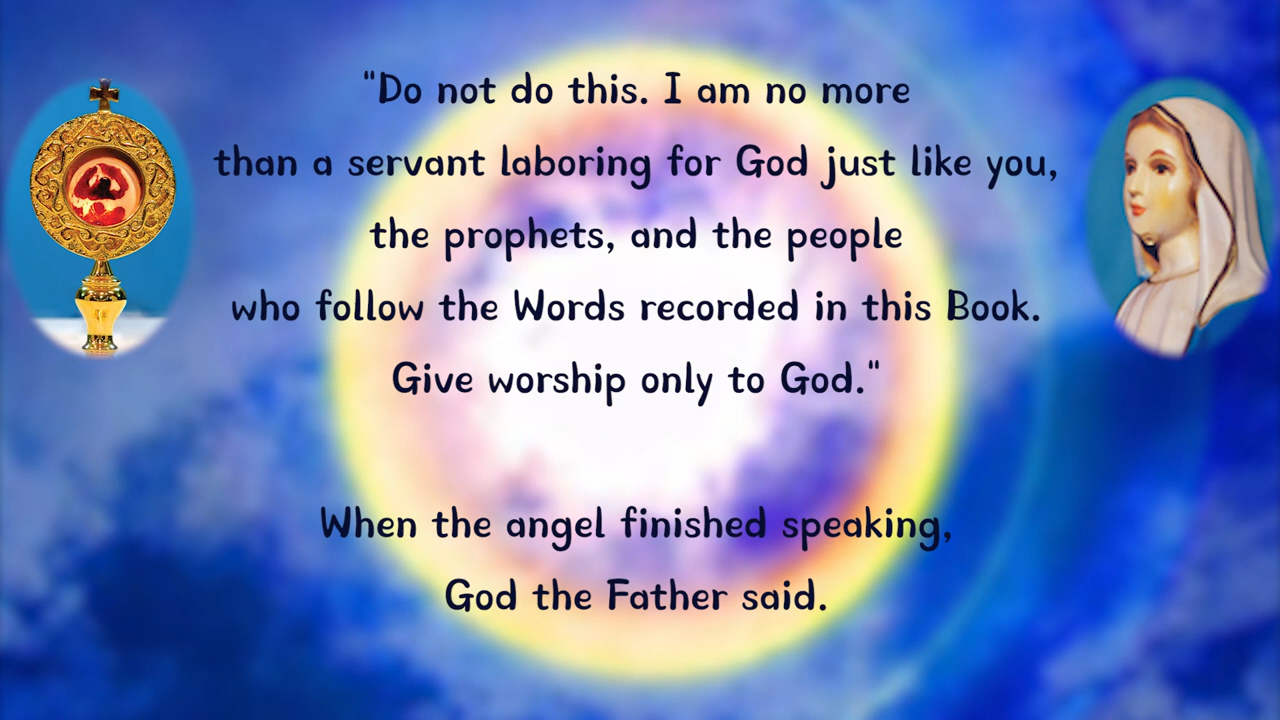 "Do not do this. I am no more
than a servant laboring for God just like you,
the prophets, and the people
who follow the Words recorded in this Book.
Give worship only to God."
When the angel finished speaking,
God the Father said.